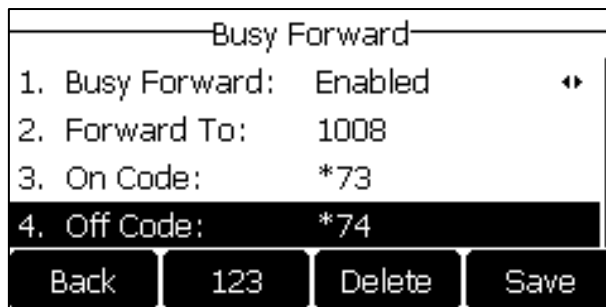 Busy Forward
1. Busy Forward: Enabled
2. Forward To: 1008
3. On Code: *73
4. Off Code: *74
Back 123 Delete Save